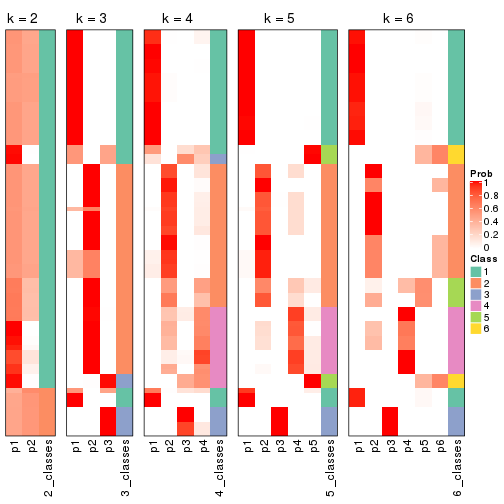 k = 2
k = 3
k = 4
k = 5
k = 6
p1
p2
2_classes
p1
p2
p3
3_classes
p1
p2
p3
p4
4_classes
p1
p2
p3
p4
p5
5_classes
p1
p2
p3
p4
p5
p6
6_classes
Prob
1
0.8
0.6
0.4
0.2
0
Class
1
2
3
4
5
6